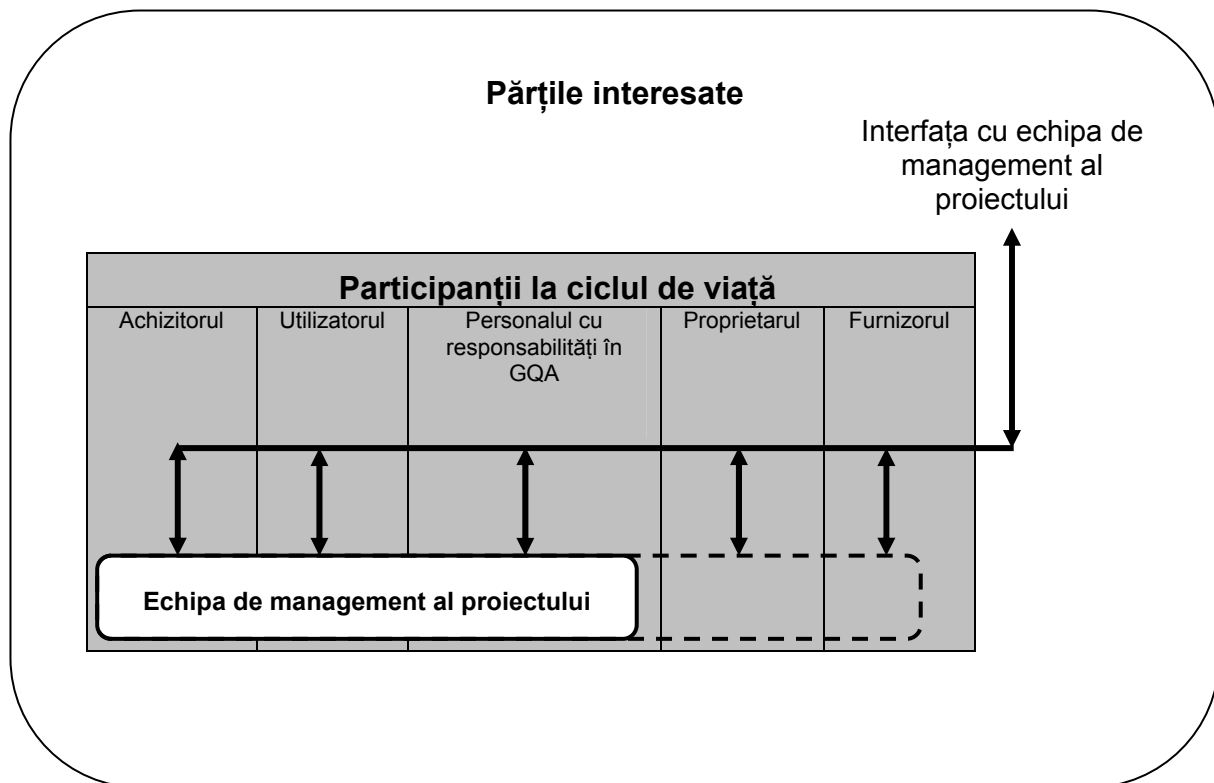 Părțile interesate
Interfața cu echipa de
management al
proiectului
Participanții la ciclul de viață
Achizitorul
Utilizatorul
Personalul cu
responsabilități în
GQA
Proprietarul
Furnizorul
Echipa de management al proiectului